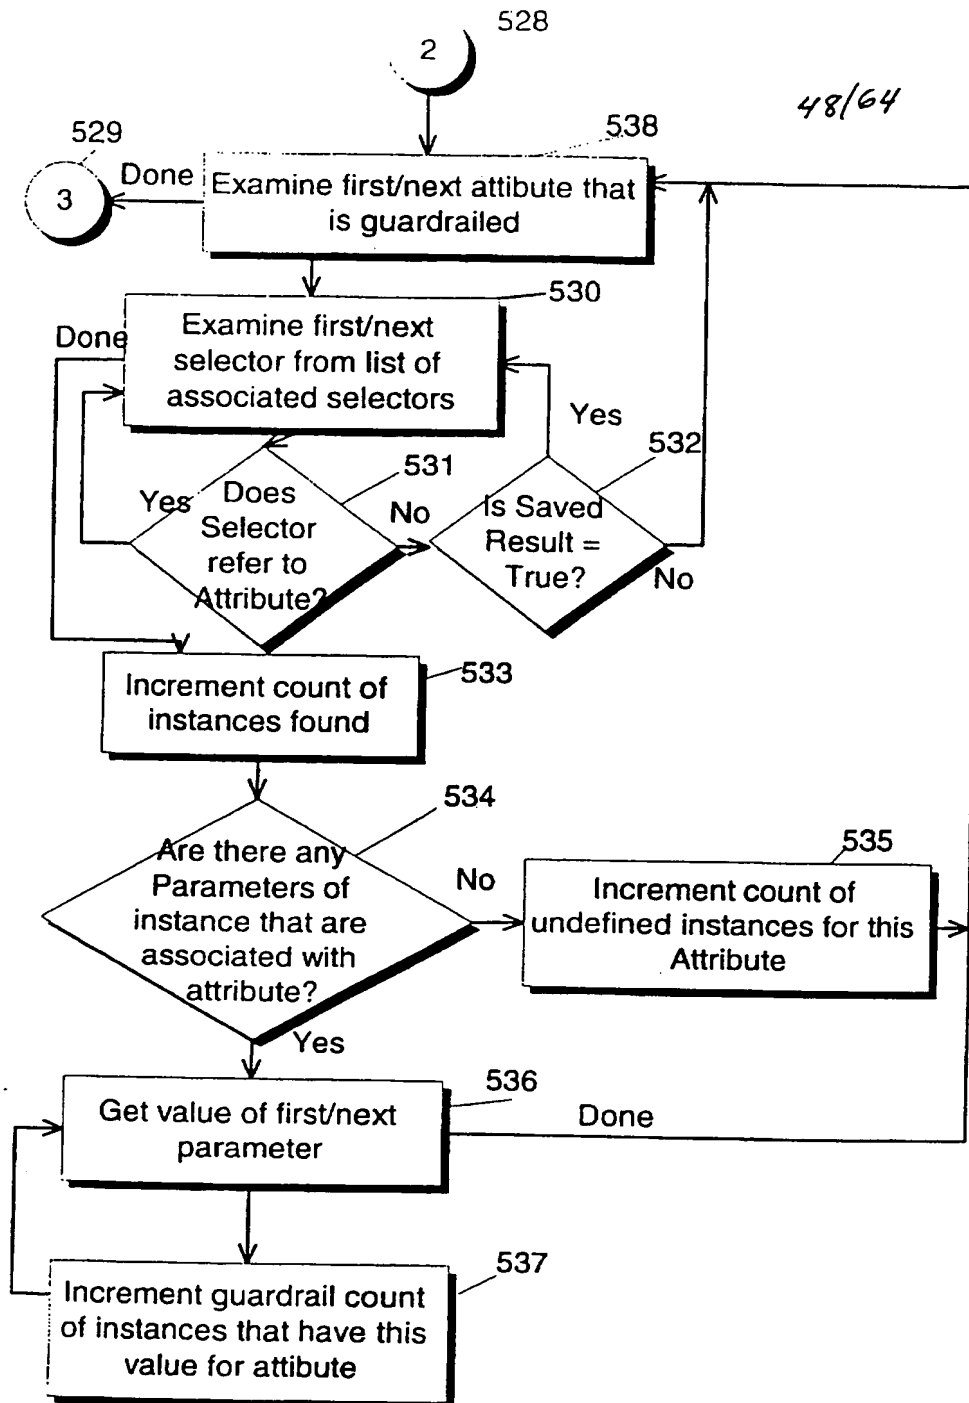 528
2
48/64
529
538
Done
3
Examine first/next attibute that
is guardrailed
530
Done
Examine first/next
selector from list of
associated selectors
Yes
532
531
Yes
Does
Selector
refer to
Attribute?
No
Is Saved
Result =
True?
No
533
Increment count of
instances found
534
Are there any
Parameters of
instance that are
associated with
attribute?
No
535
Increment count of
undefined instances for this
Attribute
Yes
536
Get value of first/next
parameter
Done
537
Increment guardrail count
of instances that have this
value for attibute